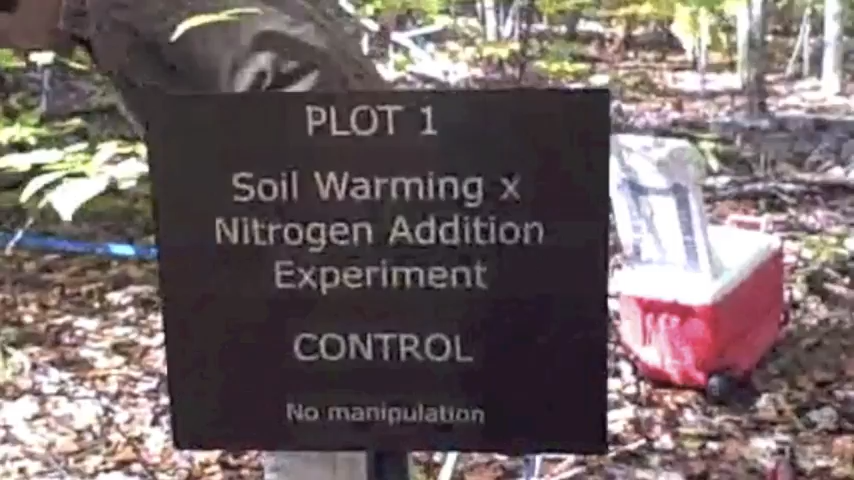 PLOT 1
Soil Warming x
Nitrogen Addition
Experiment
CONTROL
No manipulation